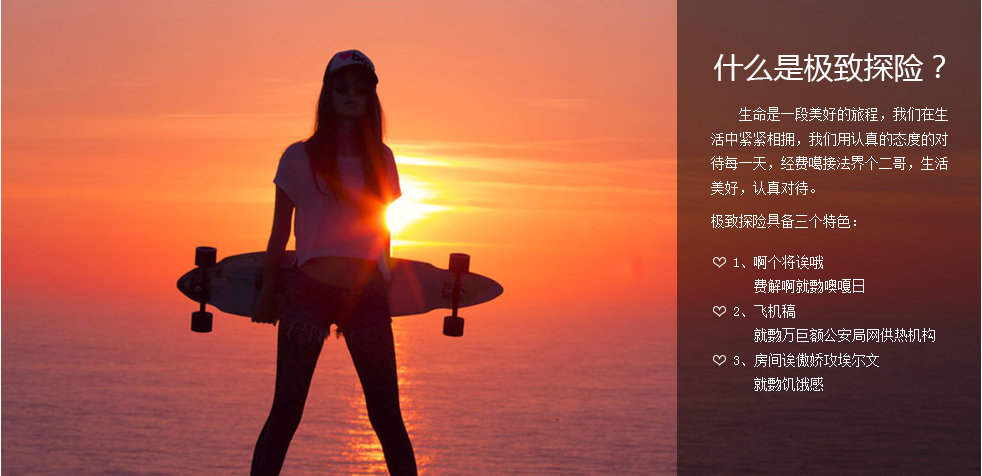 什么是极致探险？
生命是一段美好的旅程，我们在生
活中紧紧相拥，我们用认真的态度的对
待每一天，经费噶接法界个二哥，生活
美好，认真对待。
极致探险具备三个特色：
1、啊个将诶哦
费解啊就勠噢嘎日
2、飞机稿
就勠万巨额公安局网供热机构
3、房间诶傲娇攻埃尔文
就勠饥饿感